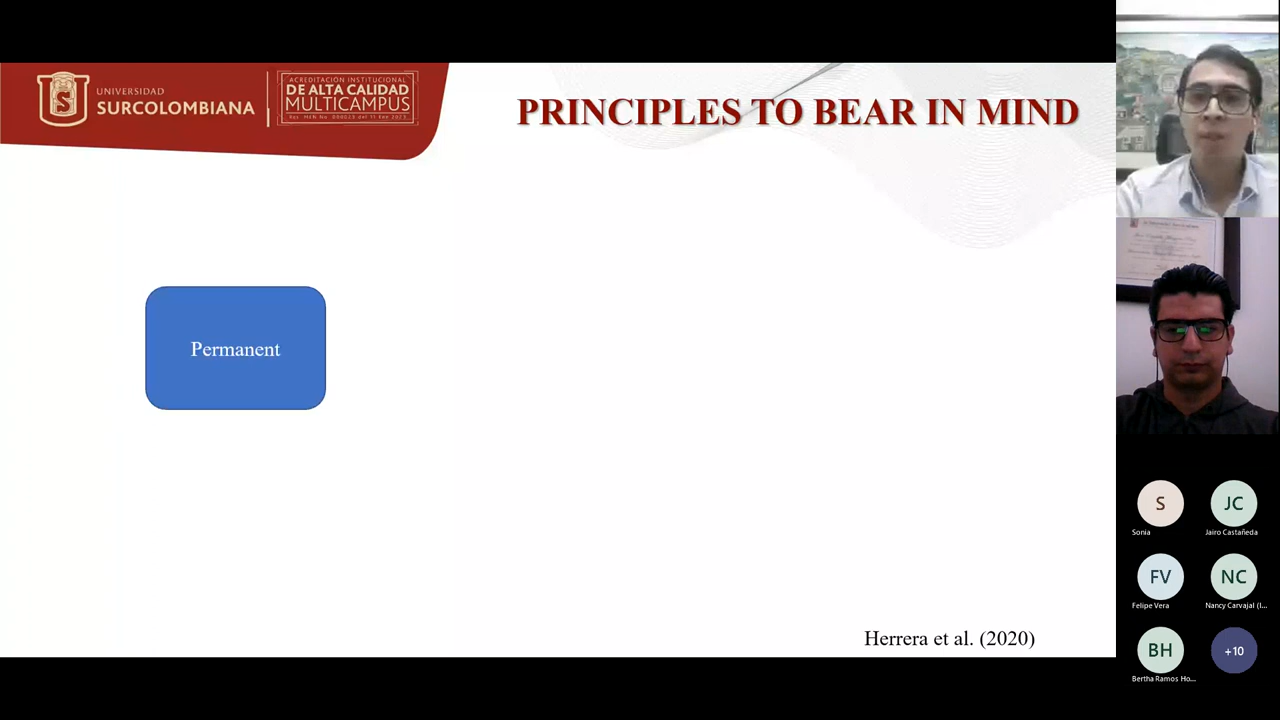 UNIVERSIDAD
SURCOLOMBIANA
ACREDITACIÓN INSTITUCIONAL
DE ALTA CALIDAD
MULTICAMPUS
PRINCIPLES TO BEAR IN MIND
Permanent
Herrera et al. (2020)
S
JC
Sonia
Jairo Castañeda
FV
NC
Felipe Vera
Nancy Carvajal (I...
BH
+10
Bertha Ramos Ho...